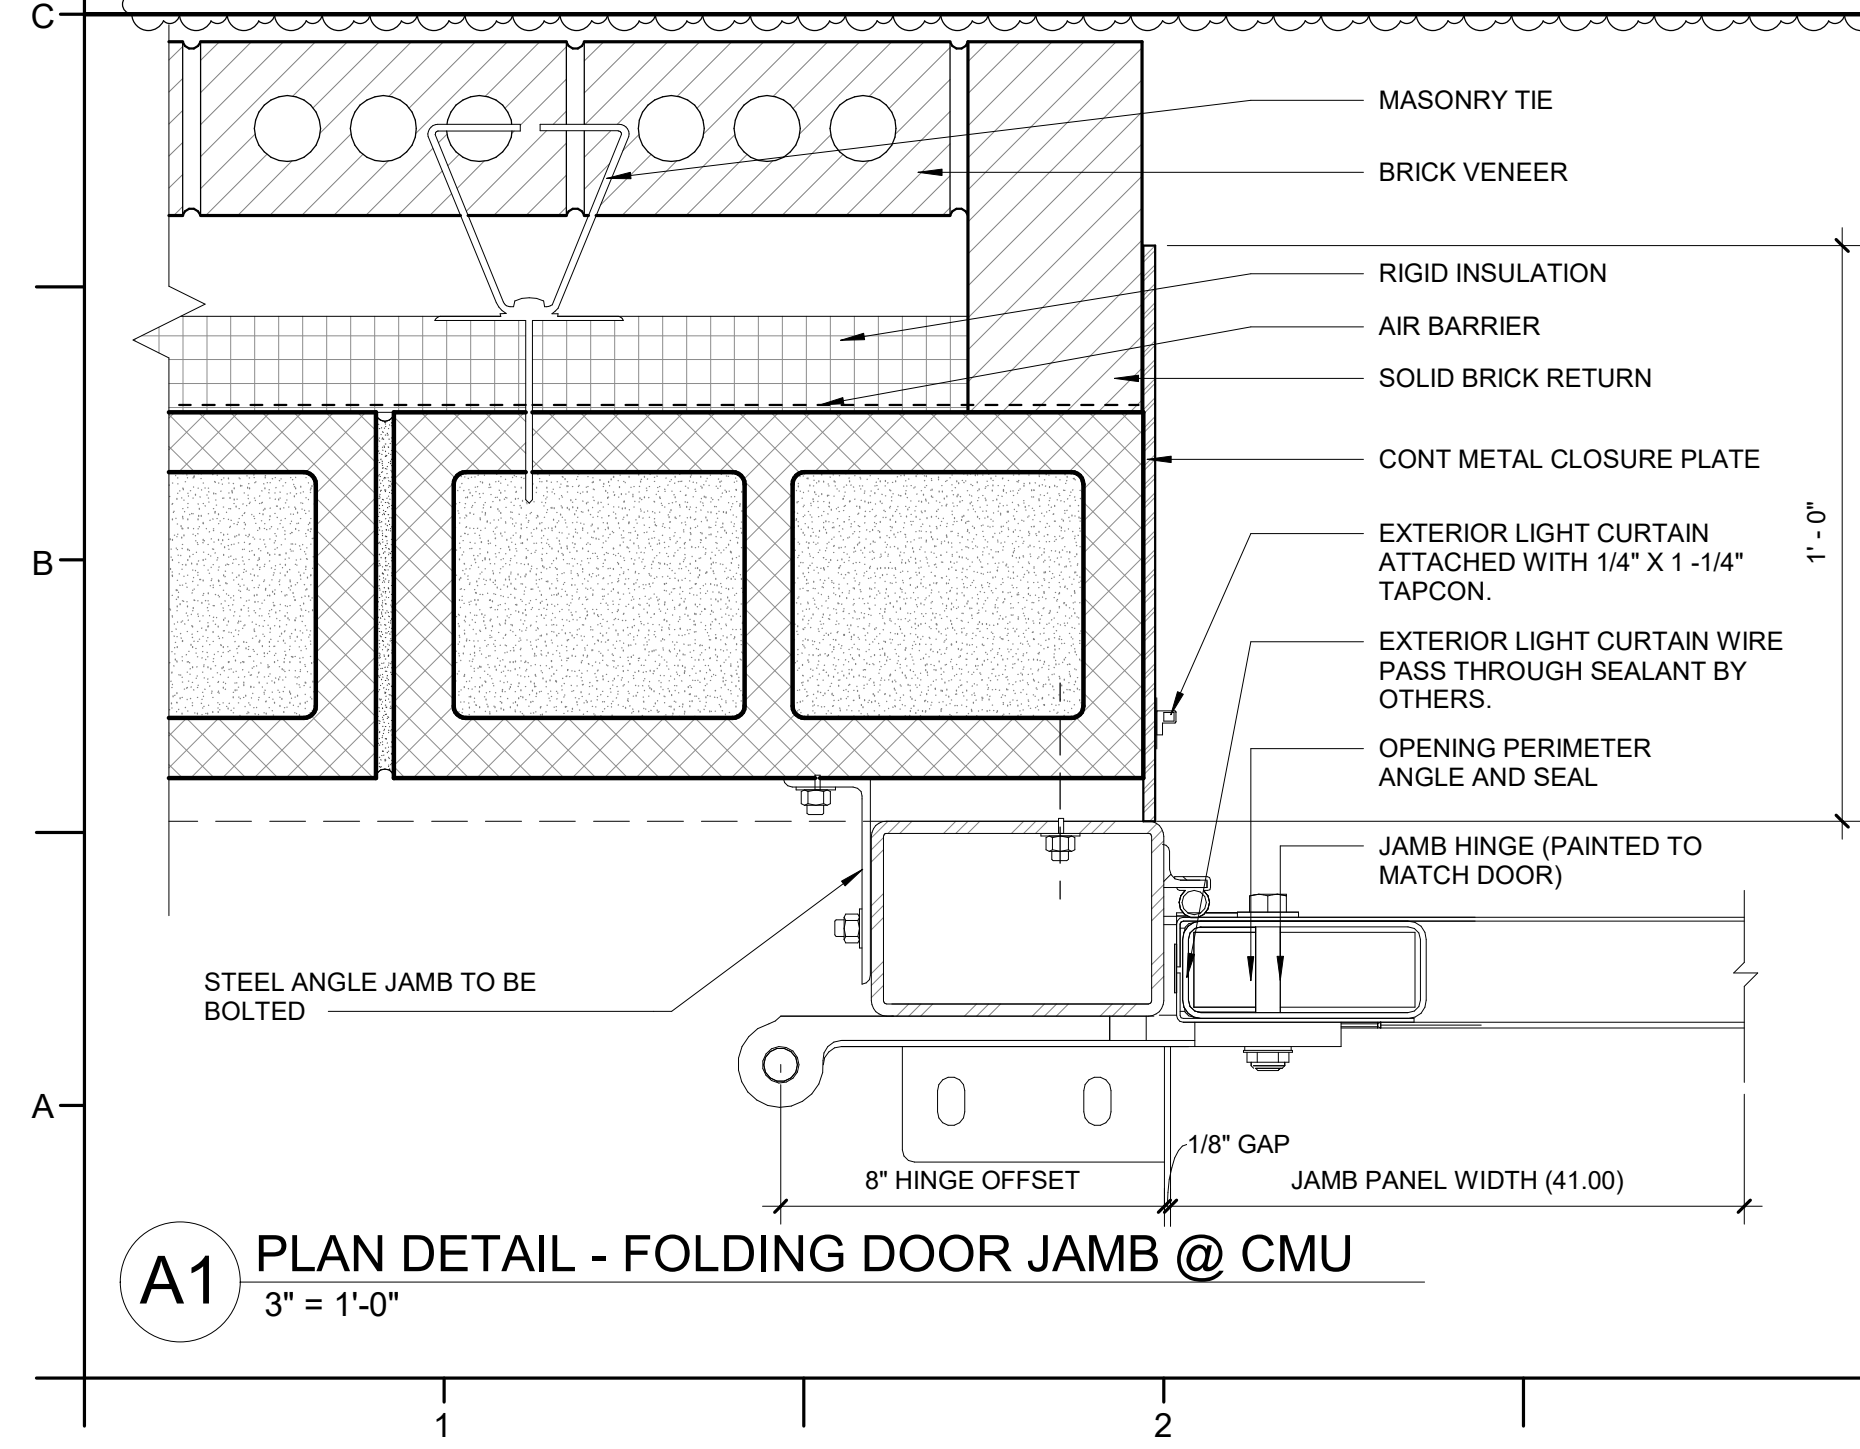 C
MASONRY TIE
BRICK VENEER
RIGID INSULATION
AIR BARRIER
SOLID BRICK RETURN
CONT METAL CLOSURE PLATE
1' - 0"
B
EXTERIOR LIGHT CURTAIN
ATTACHED WITH 1/4" X 1 -1/4"
TAPCON.
EXTERIOR LIGHT CURTAIN WIRE
PASS THROUGH SEALANT BY
OTHERS.
OPENING PERIMETER
ANGLE AND SEAL
JAMB HINGE (PAINTED TO
MATCH DOOR)
STEEL ANGLE JAMB TO BE
BOLTED
A
1/8" GAP
8" HINGE OFFSET
JAMB PANEL WIDTH (41.00)
A1
PLAN DETAIL - FOLDING DOOR JAMB @ CMU
3" = 1'-0"
1
2